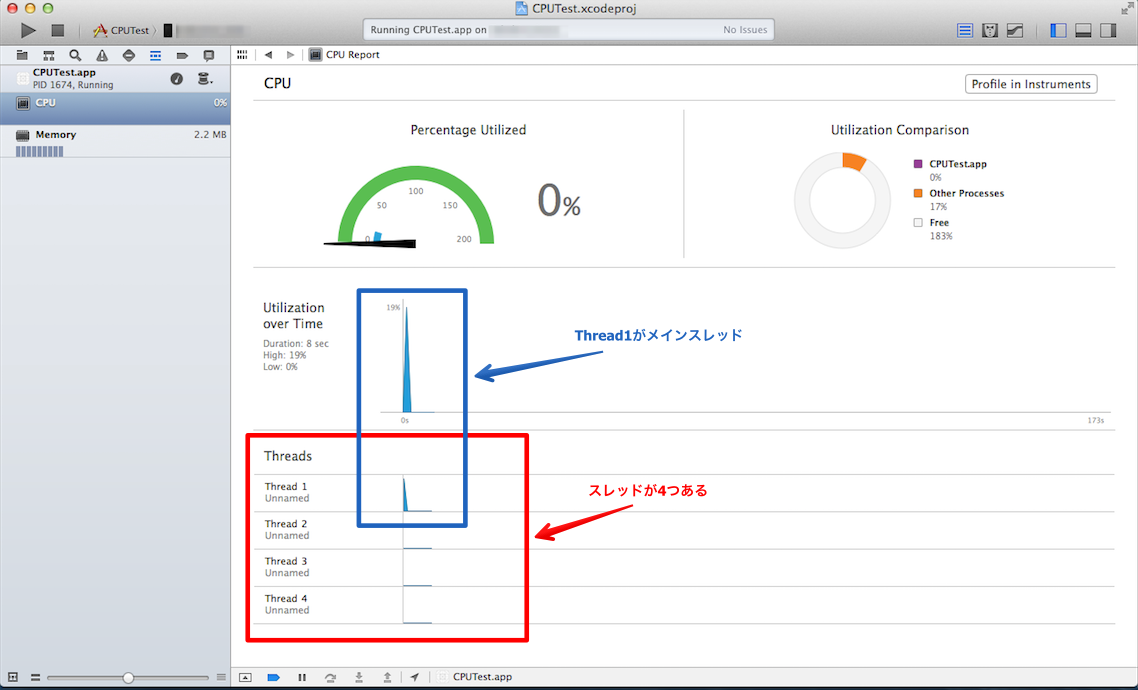 CPUTest.xcodeproj
CPUTest
Running CPUTest.app on
No Issues
CPU Report
CPUTest.app
PID 1674, Running
CPU
0%
Memory
2.2 MB
CPU
Profile in Instruments
Percentage Utilized
0
50
100
150
200
0%
Utilization Comparison
CPUTest.app
0%
Other Processes
17%
Free
183%
Utilization
over Time
Duration: 8 sec
High: 19%
Low: 0%
19%
0s
173s
Thread1がメインスレッド
Threads
Thread 1
Unnamed
Thread 2
Unnamed
Thread 3
Unnamed
Thread 4
Unnamed
スレッドが4つある
CPUTest.app